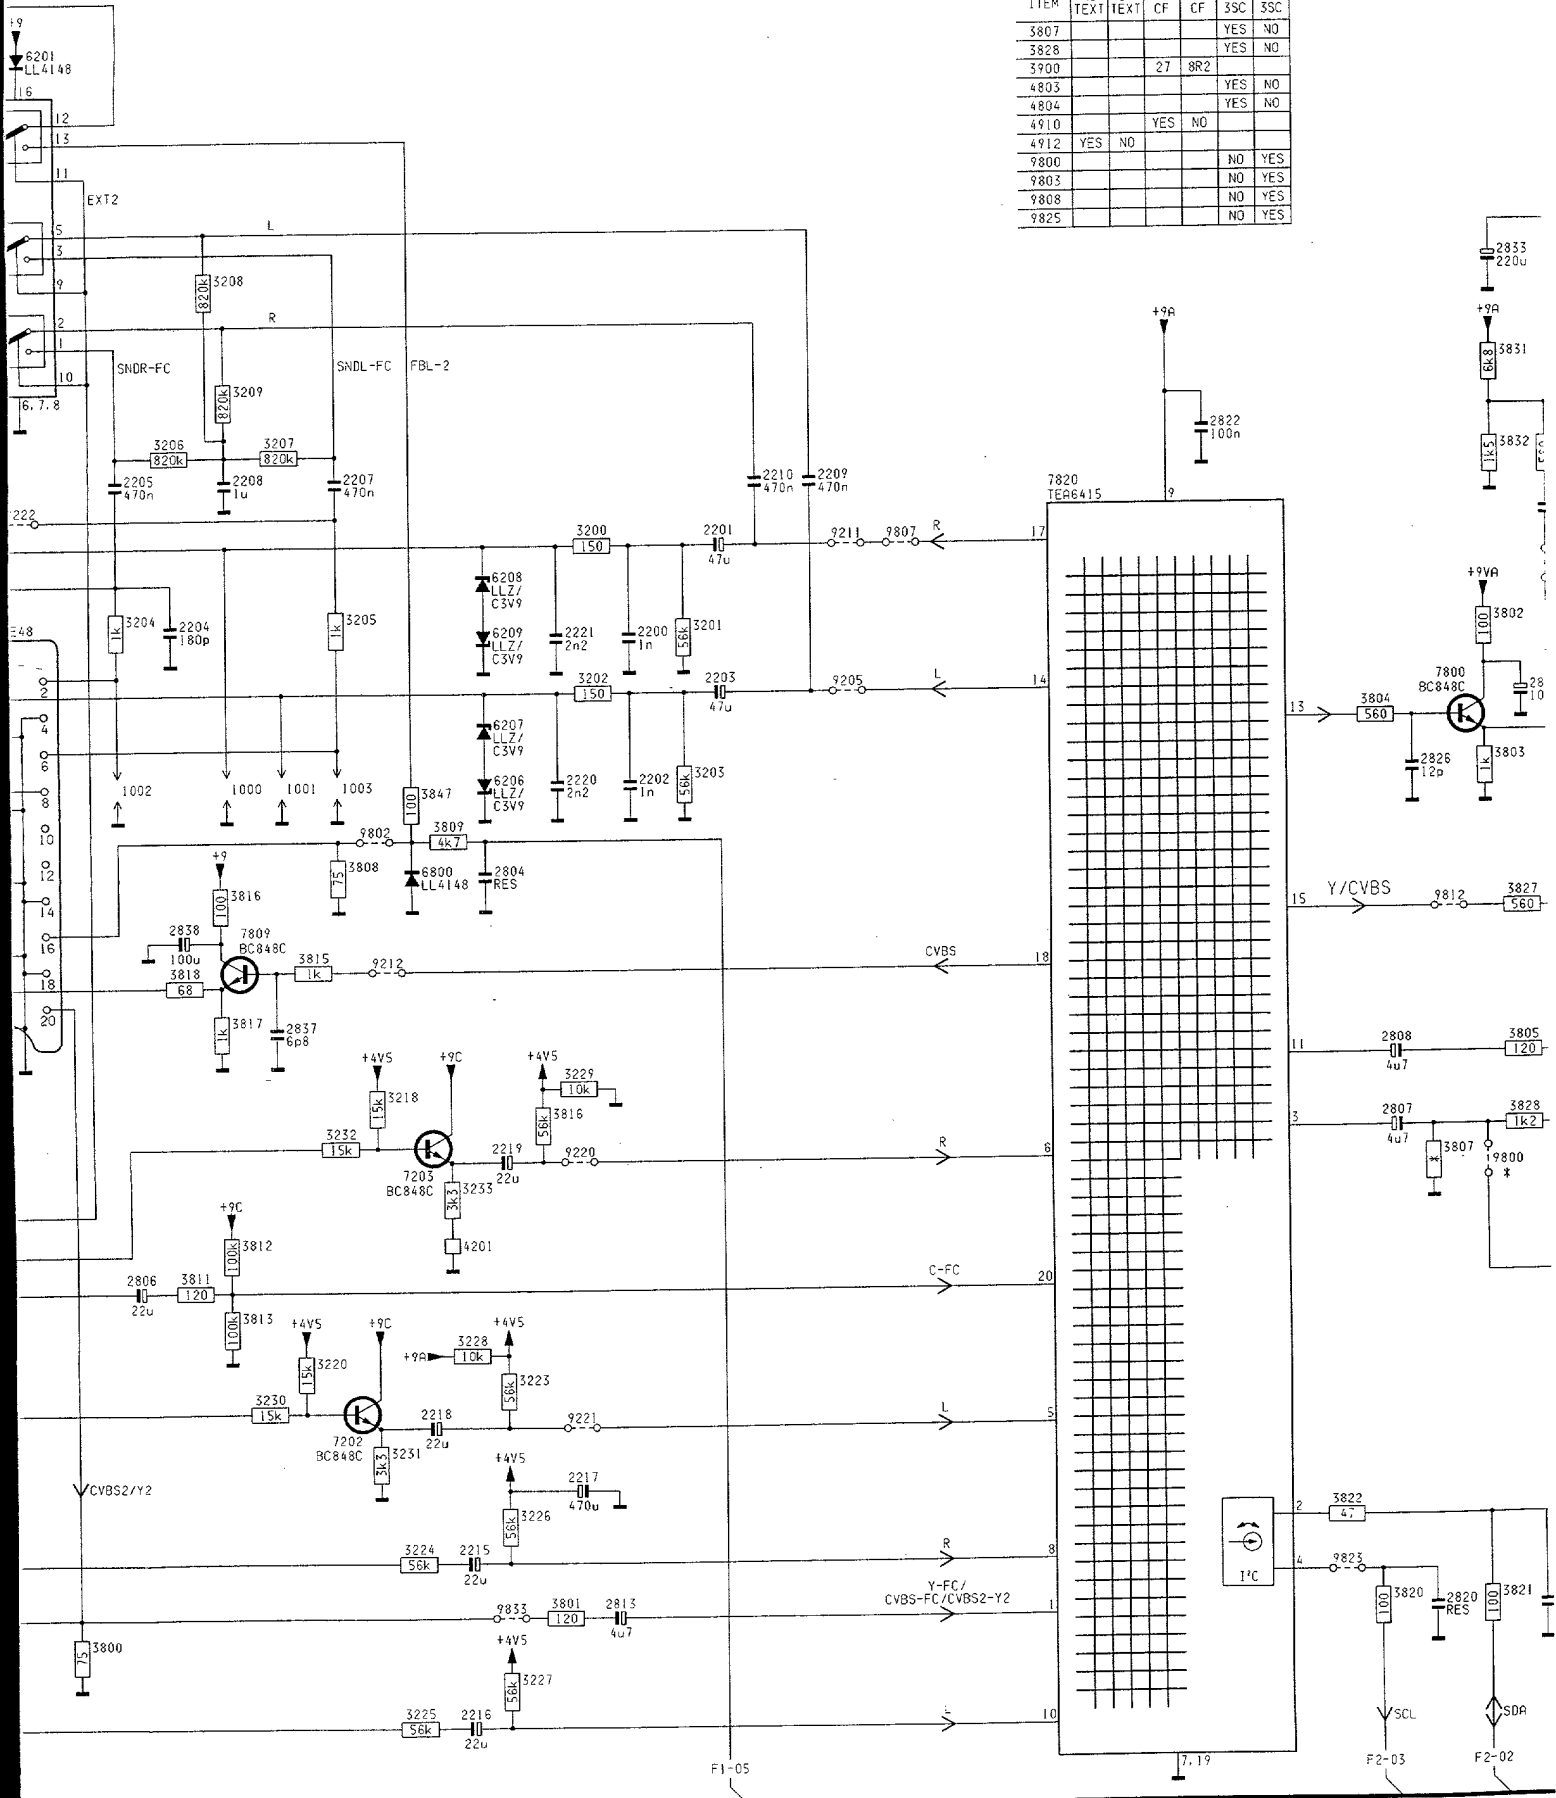 ITEM TEXT TEXT CF CF 3SC 3SC
3807 YES NO
3828 YES NO
3900 27 8R2
4803 YES NO
4804 YES NO
4910 YES NO
4912 YES NO
9800 NO YES
9803 NO YES
9808 NO YES
9825 NO YES
+9
6201
LL4148
16
12
13
11
EXT2
5
3
9
2
1
10
6,7,8
L
3208
820k
R
3209
820k
SNDR-FC
SNDL-FC
FBL-2
3206
820k
3207
820k
2205
470n
2208
1u
2207
470n
2210
470n
2209
470n
222
3204
1k
2204
180p
3205
1k
E48
2
4
6
8
10
12
14
16
18
20
1002
1000
1001
1003
6208
LLZ/
C3V9
6209
LLZ/
C3V9
2221
2n2
3200
150
2200
1n
3201
56k
2201
47u
9211
9807
R
17
6207
LLZ/
C3V9
6206
LLZ/
C3V9
2220
2n2
3202
150
2202
1n
3203
56k
2203
47u
9205
L
14
3847
100
9802
3809
4k7
3808
75
6800
LL4148
2804
RES
+9
3816
100
2838
100u
7809
BC848C
3818
68
3817
1k
2837
6p8
3815
1k
9212
CVBS
18
+4V5
3218
15k
+9C
3232
15k
7203
BC848C
3233
3k3
4201
2219
22u
+4V5
3229
10k
3816
56k
9220
R
6
+9C
3812
100k
2806
22u
3811
120
3813
100k
C-FC
20
+4V5
3220
15k
+9C
3230
15k
7202
BC848C
3231
3k3
+9A
3228
10k
+4V5
3223
56k
2218
22u
9221
L
5
CVBS2/Y2
+4V5
2217
470u
3226
56k
3224
56k
2215
22u
R
8
Y-FC/
CVBS-FC/CVBS2-Y2
9833
3801
120
2813
4u7
1
3800
75
+4V5
3227
56k
3225
56k
2216
22u
L
10
F1-05
+9A
2822
100n
7820
TEA6415
9
7,19
I²C
2833
220u
+9A
3831
6k8
3832
1k5
+9VA
3802
100
7800
BC848C
28
10
13
3804
560
2826
12p
3803
1k
15
Y/CVBS
9812
3827
560
11
2808
4u7
3805
120
3
2807
4u7
3828
1k2
3807
*
9800
*
2
3822
47
4
9823
3820
100
2820
RES
3821
100
SCL
SDA
F2-03
F2-02